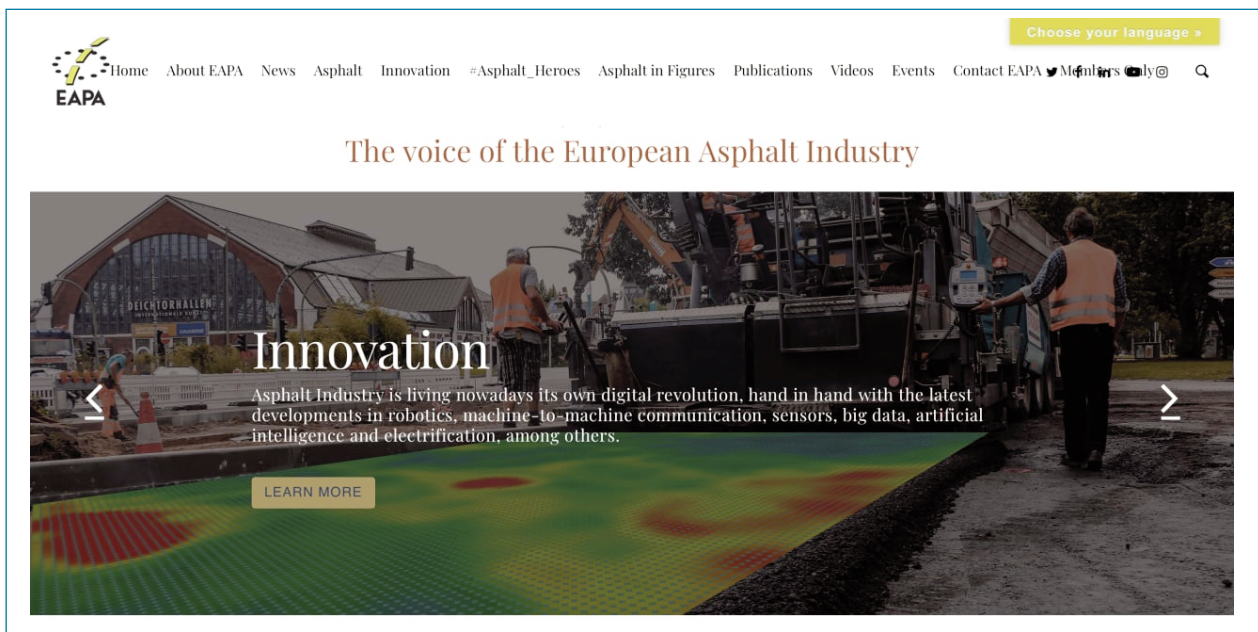 Choose your language »
EAPA
Home About EAPA News Asphalt Innovation #Asphalt_Heroes Asphalt in Figures Publications Videos Events Contact EAPA Members Only
The voice of the European Asphalt Industry
DEICHTORHALLEN
Innovation
Asphalt Industry is living nowadays its own digital revolution, hand in hand with the latest
developments in robotics, machine-to-machine communication, sensors, big data, artificial
intelligence and electrification, among others.
LEARN MORE